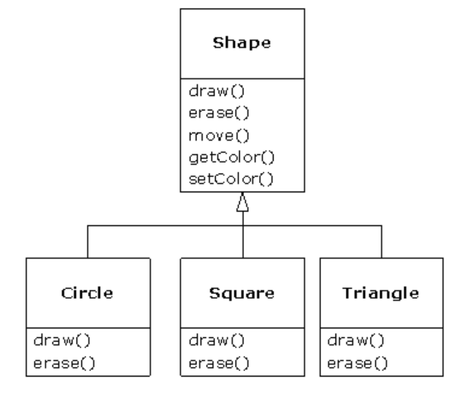 Shape
draw()
erase()
move()
getColor()
setColor()
Circle
draw()
erase()
Square
draw()
erase()
Triangle
draw()
erase()